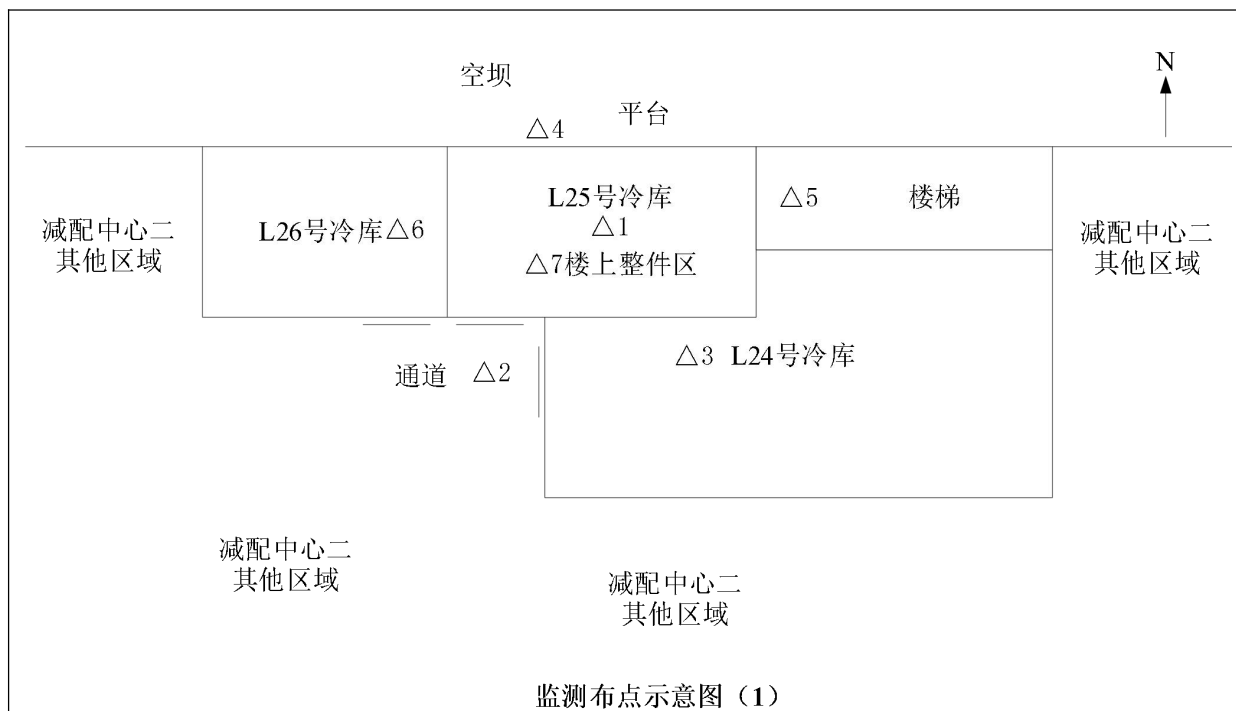 空坝
N
平台
△4
L25号冷库
△1
△7楼上整件区
L26号冷库△6
△5 楼梯
减配中心二
其他区域
减配中心二
其他区域
通道 △2
△3 L24号冷库
减配中心二
其他区域
减配中心二
其他区域
监测布点示意图（1）